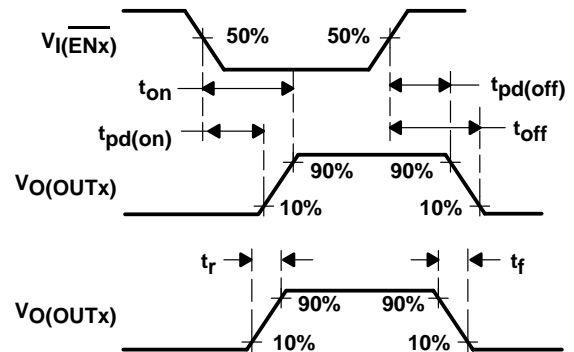 V_I(ENx)
50% 50%
t_on
t_pd(off)
t_pd(on)
t_off
V_O(OUTx)
90% 90%
10% 10%
t_r t_f
V_O(OUTx)
90% 90%
10% 10%